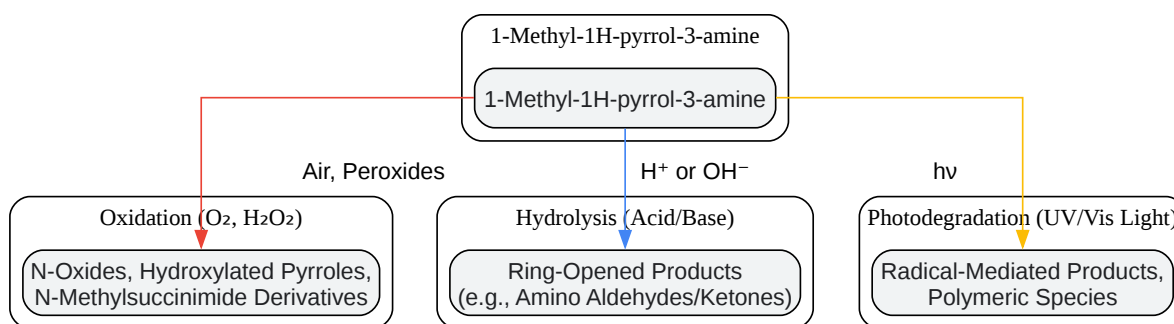 1-Methyl-1H-pyrrol-3-amine
1-Methyl-1H-pyrrol-3-amine
Air, Peroxides
H⁺ or OH⁻
hν
Oxidation (O₂, H₂O₂)
Hydrolysis (Acid/Base)
Photodegradation (UV/Vis Light)
N-Oxides, Hydroxylated Pyrroles,
N-Methylsuccinimide Derivatives
Ring-Opened Products
(e.g., Amino Aldehydes/Ketones)
Radical-Mediated Products,
Polymeric Species